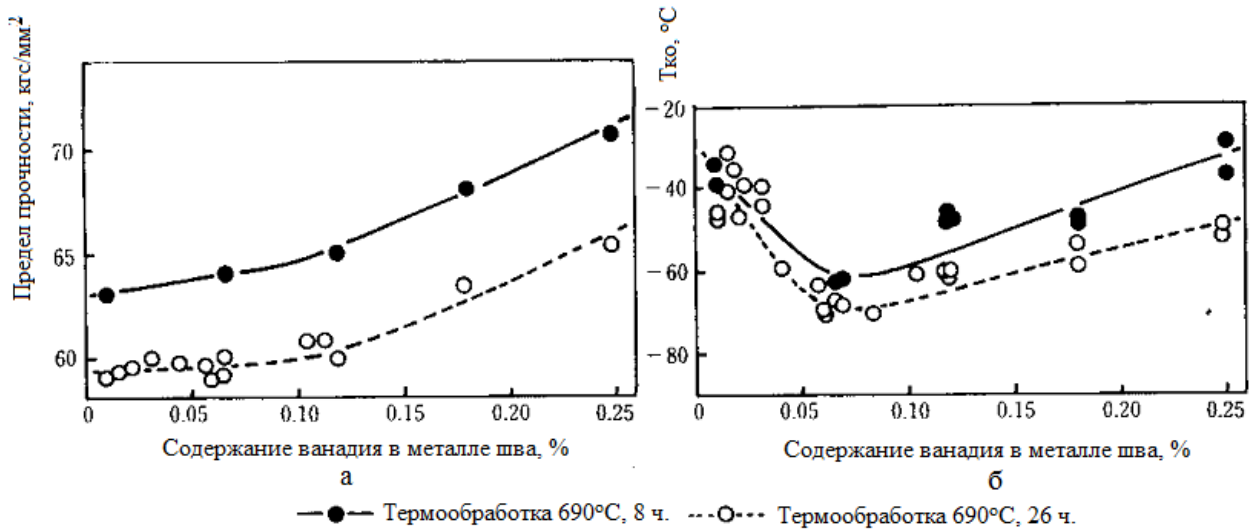 Предел прочности, кгс/мм²
70
65
60
0 0.05 0.10 0.15 0.20 0.25
Содержание ванадия в металле шва, %
а
Тко, °С
−20
−40
−60
−80
0 0.05 0.10 0.15 0.20 0.25
Содержание ванадия в металле шва, %
б
Термообработка 690°С, 8 ч. Термообработка 690°С, 26 ч.